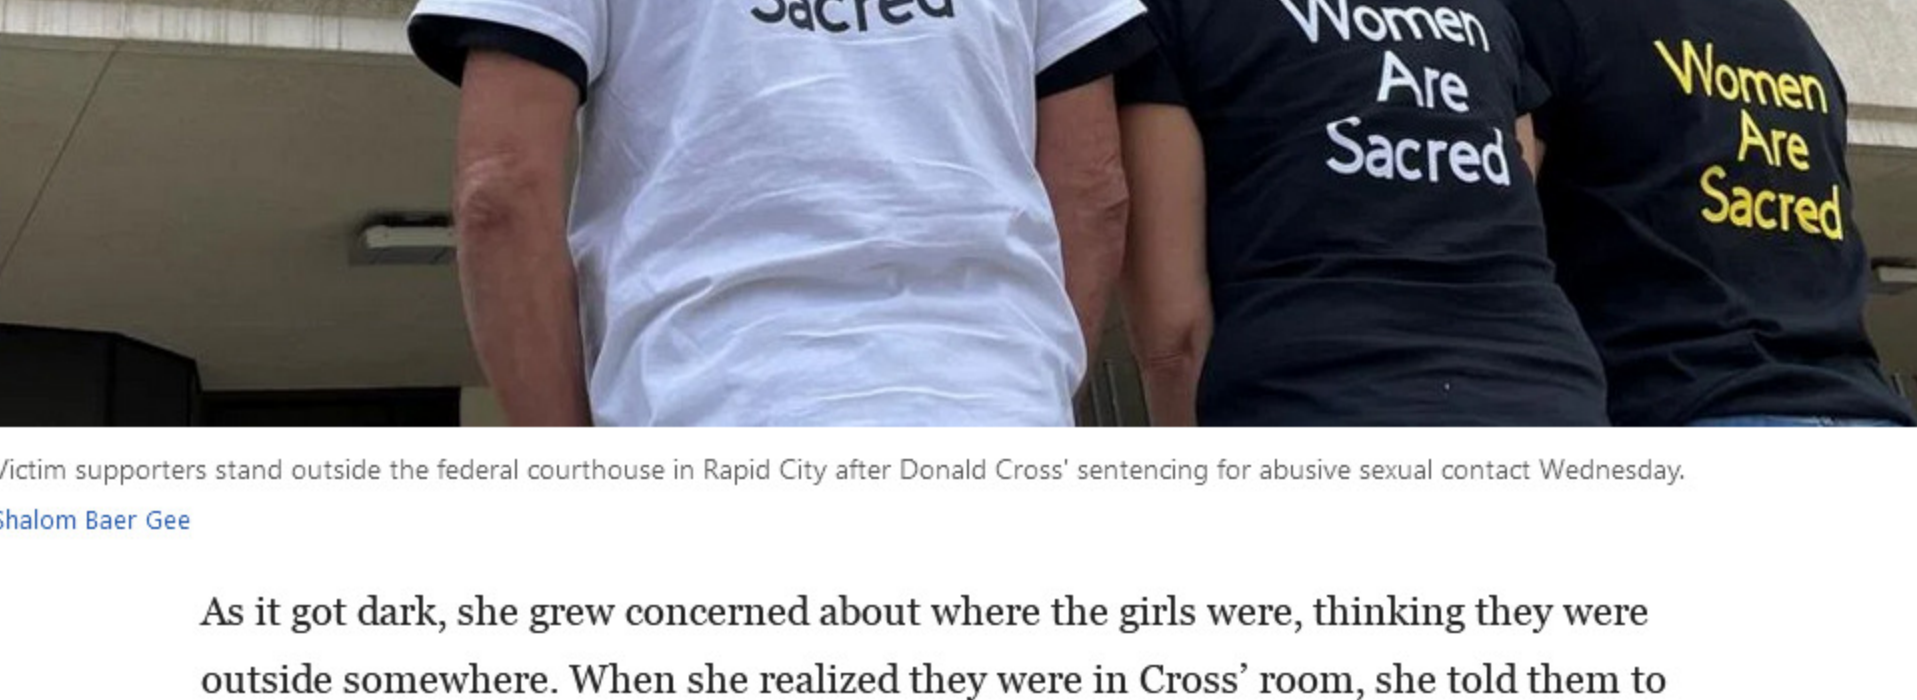 Sacred
Women
Are
Sacred
Women
Are
Sacred
Victim supporters stand outside the federal courthouse in Rapid City after Donald Cross' sentencing for abusive sexual contact Wednesday.
Shalom Baer Gee
As it got dark, she grew concerned about where the girls were, thinking they were
outside somewhere. When she realized they were in Cross’ room, she told them to